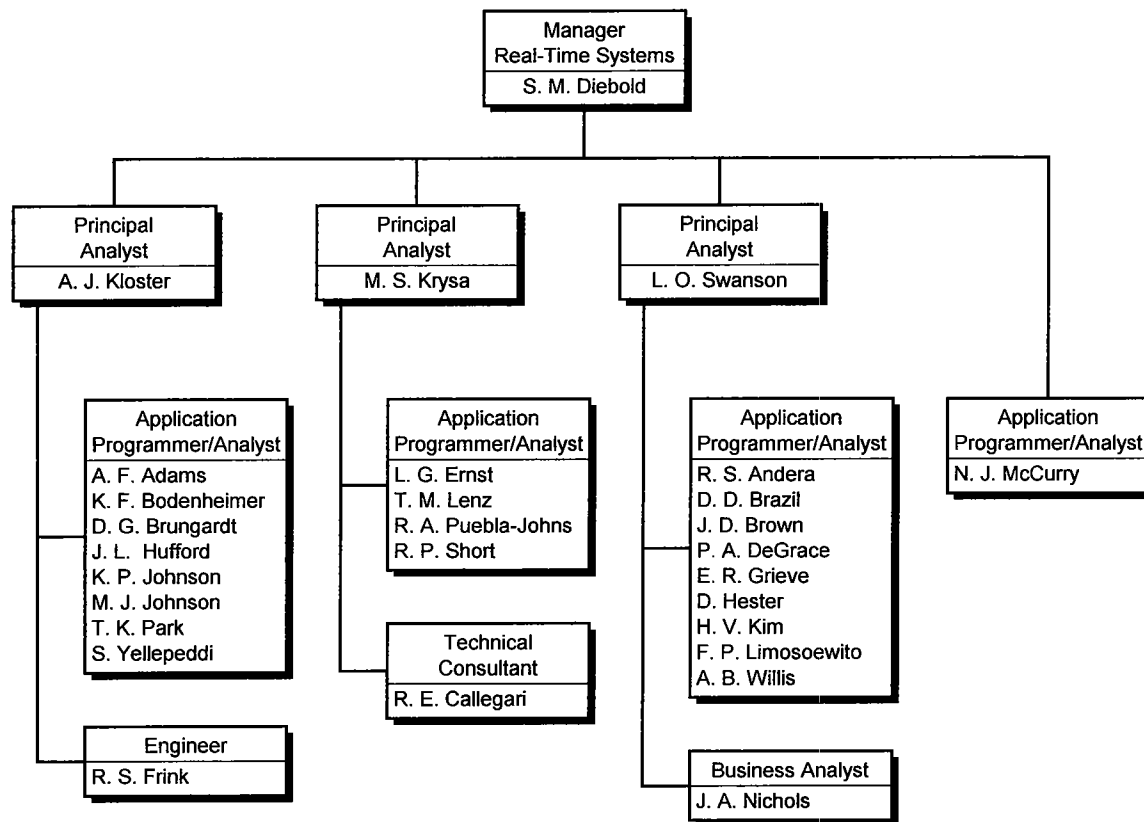 Manager
Real-Time Systems
S. M. Diebold
Principal
Analyst
A. J. Kloster
Principal
Analyst
M. S. Krysa
Principal
Analyst
L. O. Swanson
Application
Programmer/Analyst
A. F. Adams
K. F. Bodenheimer
D. G. Brungardt
J. L. Hufford
K. P. Johnson
M. J. Johnson
T. K. Park
S. Yellepeddi
Engineer
R. S. Frink
Application
Programmer/Analyst
L. G. Ernst
T. M. Lenz
R. A. Puebla-Johns
R. P. Short
Technical
Consultant
R. E. Callegari
Application
Programmer/Analyst
R. S. Andera
D. D. Brazil
J. D. Brown
P. A. DeGrace
E. R. Grieve
D. Hester
H. V. Kim
F. P. Limosoewito
A. B. Willis
Business Analyst
J. A. Nichols
Application
Programmer/Analyst
N. J. McCurry